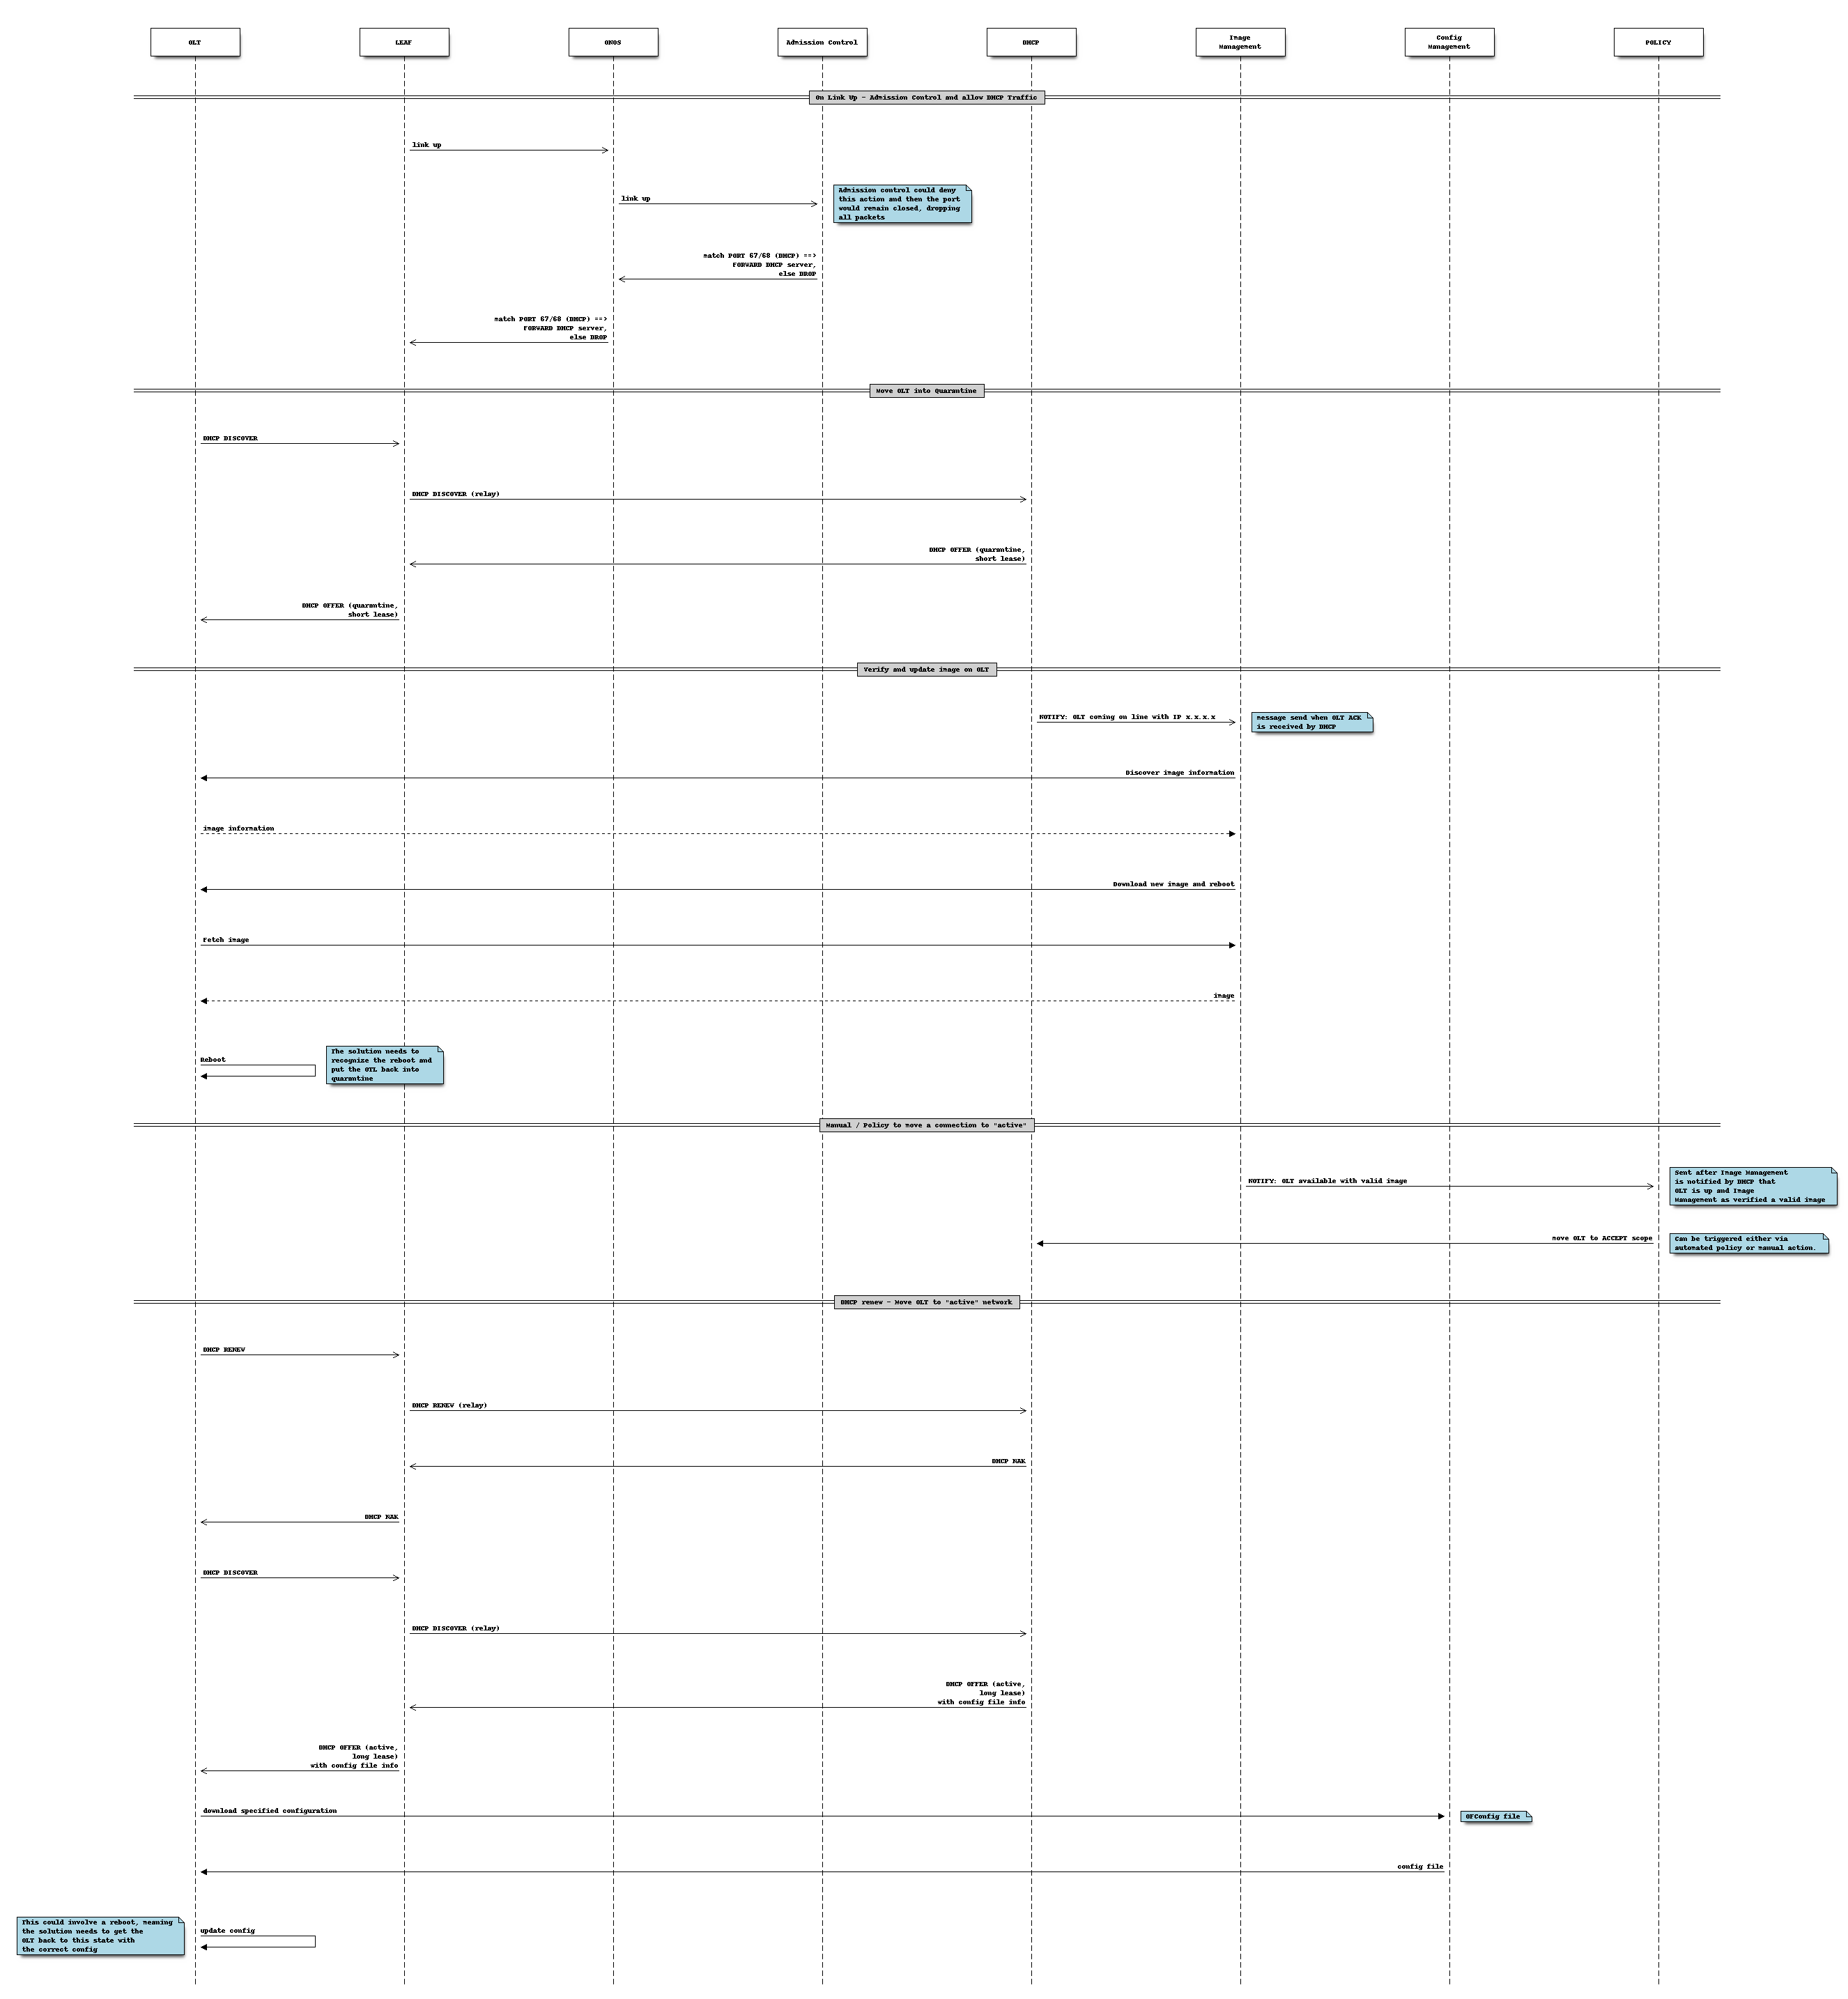 OLT
LEAF
ONOS
Admission Control
DHCP
Image
Management
Config
Management
POLICY
On Link Up - Admission Control and allow DHCP Traffic
link up
link up
Admission control could deny
this action and then the port
would remain closed, dropping
all packets
match PORT 67/68 (DHCP) ==>
FORWARD DHCP server,
else DROP
match PORT 67/68 (DHCP) ==>
FORWARD DHCP server,
else DROP
Move OLT into Quarantine
DHCP DISCOVER
DHCP DISCOVER (relay)
DHCP OFFER (quarantine,
short lease)
DHCP OFFER (quarantine,
short lease)
Verify and update image on OLT
NOTIFY: OLT coming on line with IP x.x.x.x
message send when OLT ACK
is received by DHCP
Discover image information
image information
Download new image and reboot
Fetch image
image
Reboot
The solution needs to
recognize the reboot and
put the OTL back into
quarantine
Manual / Policy to move a connection to "active"
NOTIFY: OLT available with valid image
Sent after Image Management
is notified by DHCP that
OLT is up and Image
Management as verified a valid image
move OLT to ACCEPT scope
Can be triggered either via
automated policy or manual action.
DHCP renew - Move OLT to "active" network
DHCP RENEW
DHCP RENEW (relay)
DHCP NAK
DHCP NAK
DHCP DISCOVER
DHCP DISCOVER (relay)
DHCP OFFER (active,
long lease)
with config file info
DHCP OFFER (active,
long lease)
with config file info
download specified configuration
OFConfig file
config file
This could involve a reboot, meaning
the solution needs to get the
OLT back to this state with
the correct config
update config